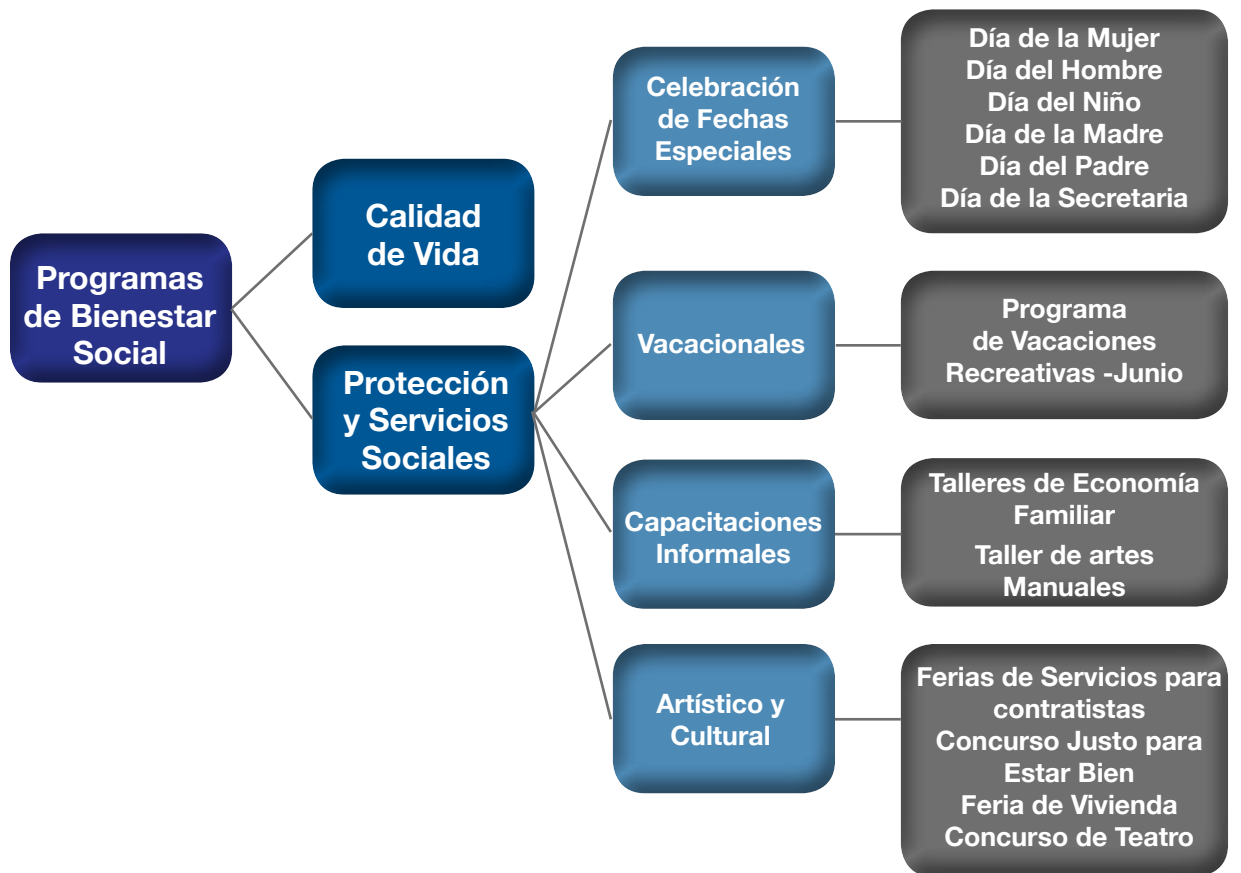 Programas
de Bienestar
Social
Calidad
de Vida
Protección
y Servicios
Sociales
Celebración
de Fechas
Especiales
Día de la Mujer
Día del Hombre
Día del Niño
Día de la Madre
Día del Padre
Día de la Secretaria
Vacacionales
Programa
de Vacaciones
Recreativas -Junio
Capacitaciones
Informales
Talleres de Economía
Familiar
Taller de artes
Manuales
Artístico y
Cultural
Ferias de Servicios para
contratistas
Concurso Justo para
Estar Bien
Feria de Vivienda
Concurso de Teatro